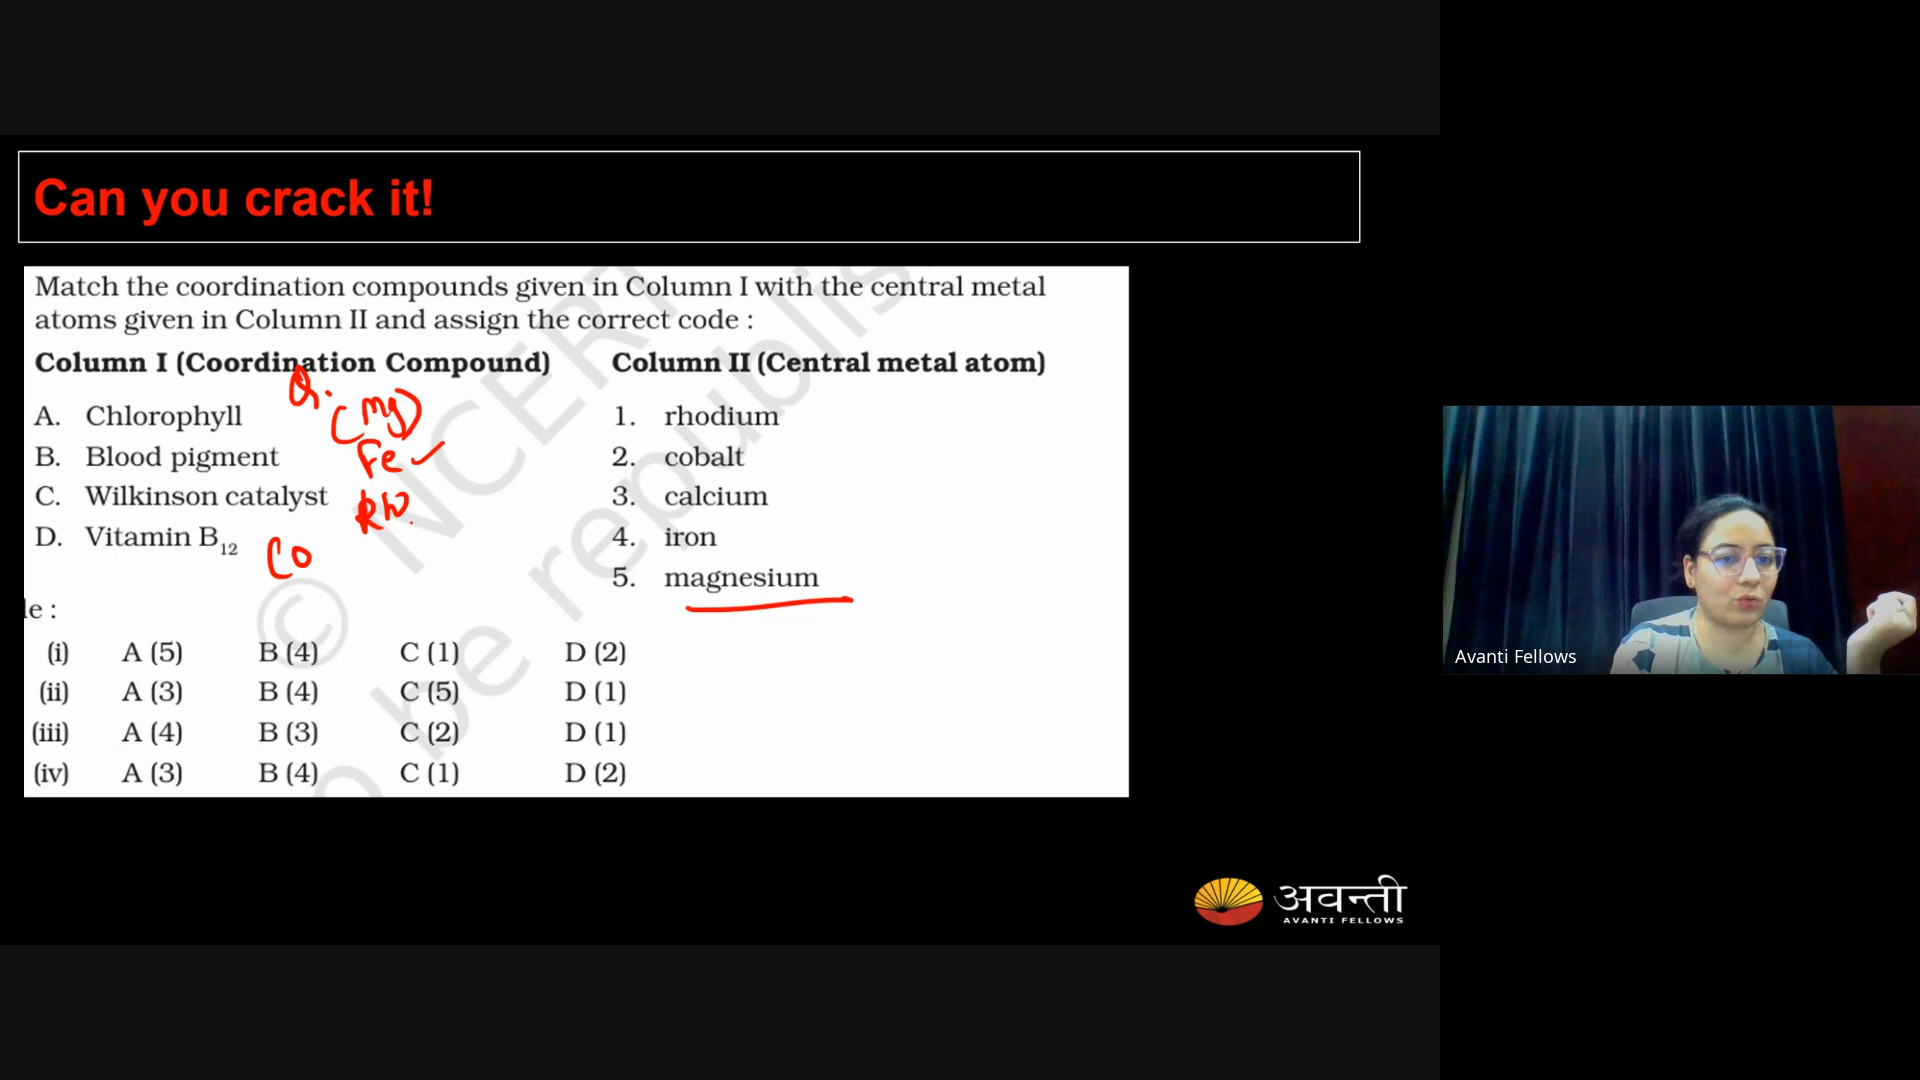 Can you crack it!
Match the coordination compounds given in Column I with the central metal
atoms given in Column II and assign the correct code :
Column I (Coordination Compound) Column II (Central metal atom)
A. Chlorophyll (Mg) 1. rhodium
B. Blood pigment Fe 2. cobalt
C. Wilkinson catalyst Rh 3. calcium
D. Vitamin B12 Co 4. iron
5. magnesium
le :
(i) A (5) B (4) C (1) D (2)
(ii) A (3) B (4) C (5) D (1)
(iii) A (4) B (3) C (2) D (1)
(iv) A (3) B (4) C (1) D (2)
© NCERT
be republis
Avanti Fellows
अवन्ती
AVANTI FELLOWS